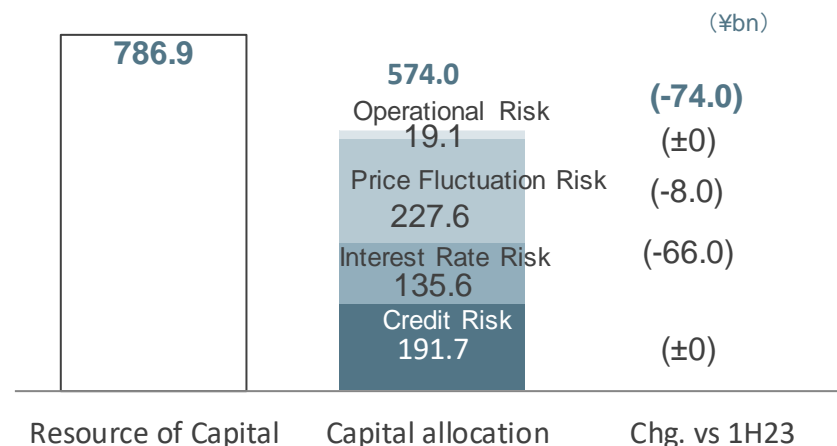 （¥bn）
786.9
574.0
(-74.0)
Operational Risk
19.1
(±0)
Price Fluctuation Risk
227.6
(-8.0)
Interest Rate Risk
135.6
(-66.0)
Credit Risk
191.7
(±0)
Resource of Capital
Capital allocation
Chg. vs 1H23